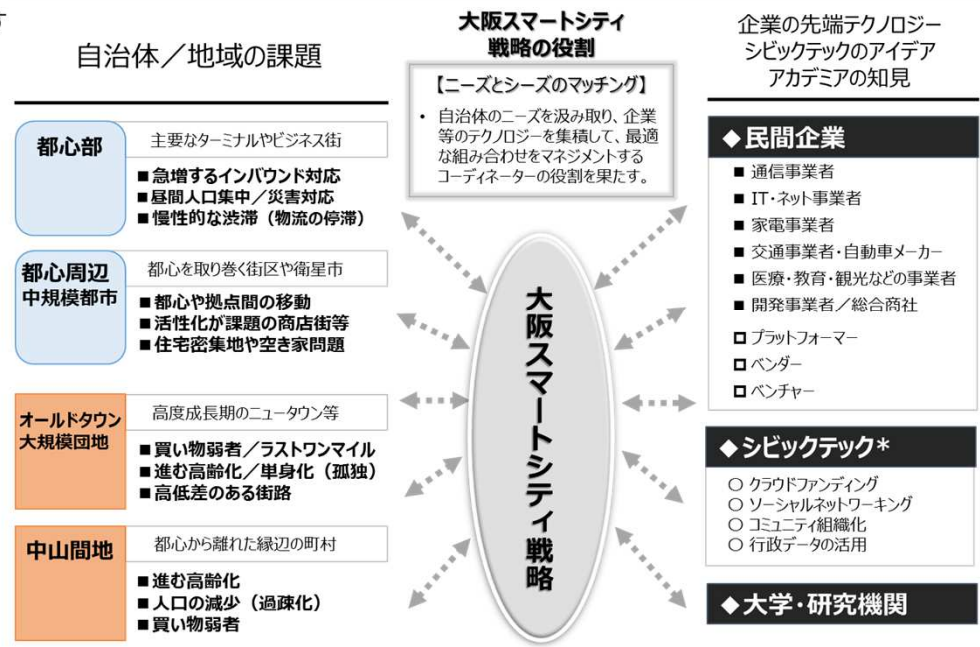 す
自治体／地域の課題
都心部
主要なターミナルやビジネス街
■急増するインバウンド対応
■昼間人口集中／災害対応
■慢性的な渋滞（物流の停滞）
都心周辺
中規模都市
都心を取り巻く街区や衛星市
■都心や拠点間の移動
■活性化が課題の商店街等
■住宅密集地や空き家問題
オールドタウン
大規模団地
高度成長期のニュータウン等
■買い物弱者／ラストワンマイル
■進む高齢化／単身化（孤独）
■高低差のある街路
中山間地
都心から離れた縁辺の町村
■進む高齢化
■人口の減少（過疎化）
■買い物弱者
大阪スマートシティ
戦略の役割
【ニーズとシーズのマッチング】
・ 自治体のニーズを汲み取り、企業
等のテクノロジーを集積して、最適
な組み合わせをマネジメントする
コーディネーターの役割を果たす。
大阪スマートシティ戦略
企業の先端テクノロジー
シビックテックのアイデア
アカデミアの知見
◆民間企業
■ 通信事業者
■ IT・ネット事業者
■ 家電事業者
■ 交通事業者・自動車メーカー
■ 医療・教育・観光などの事業者
■ 開発事業者／総合商社
□ プラットフォーマー
□ ベンダー
□ ベンチャー
◆シビックテック*
○ クラウドファンディング
○ ソーシャルネットワーキング
○ コミュニティ組織化
○ 行政データの活用
◆大学・研究機関